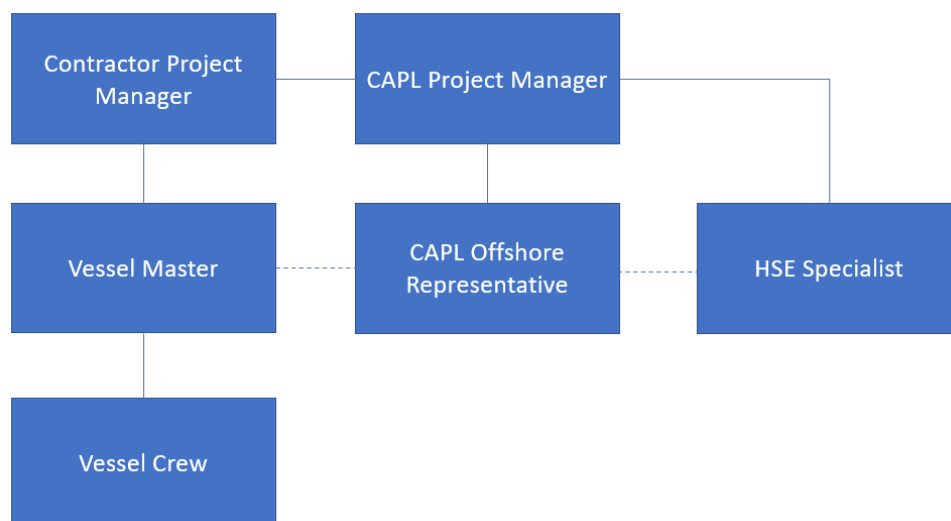 Contractor Project
Manager
CAPL Project Manager
Vessel Master
CAPL Offshore
Representative
HSE Specialist
Vessel Crew